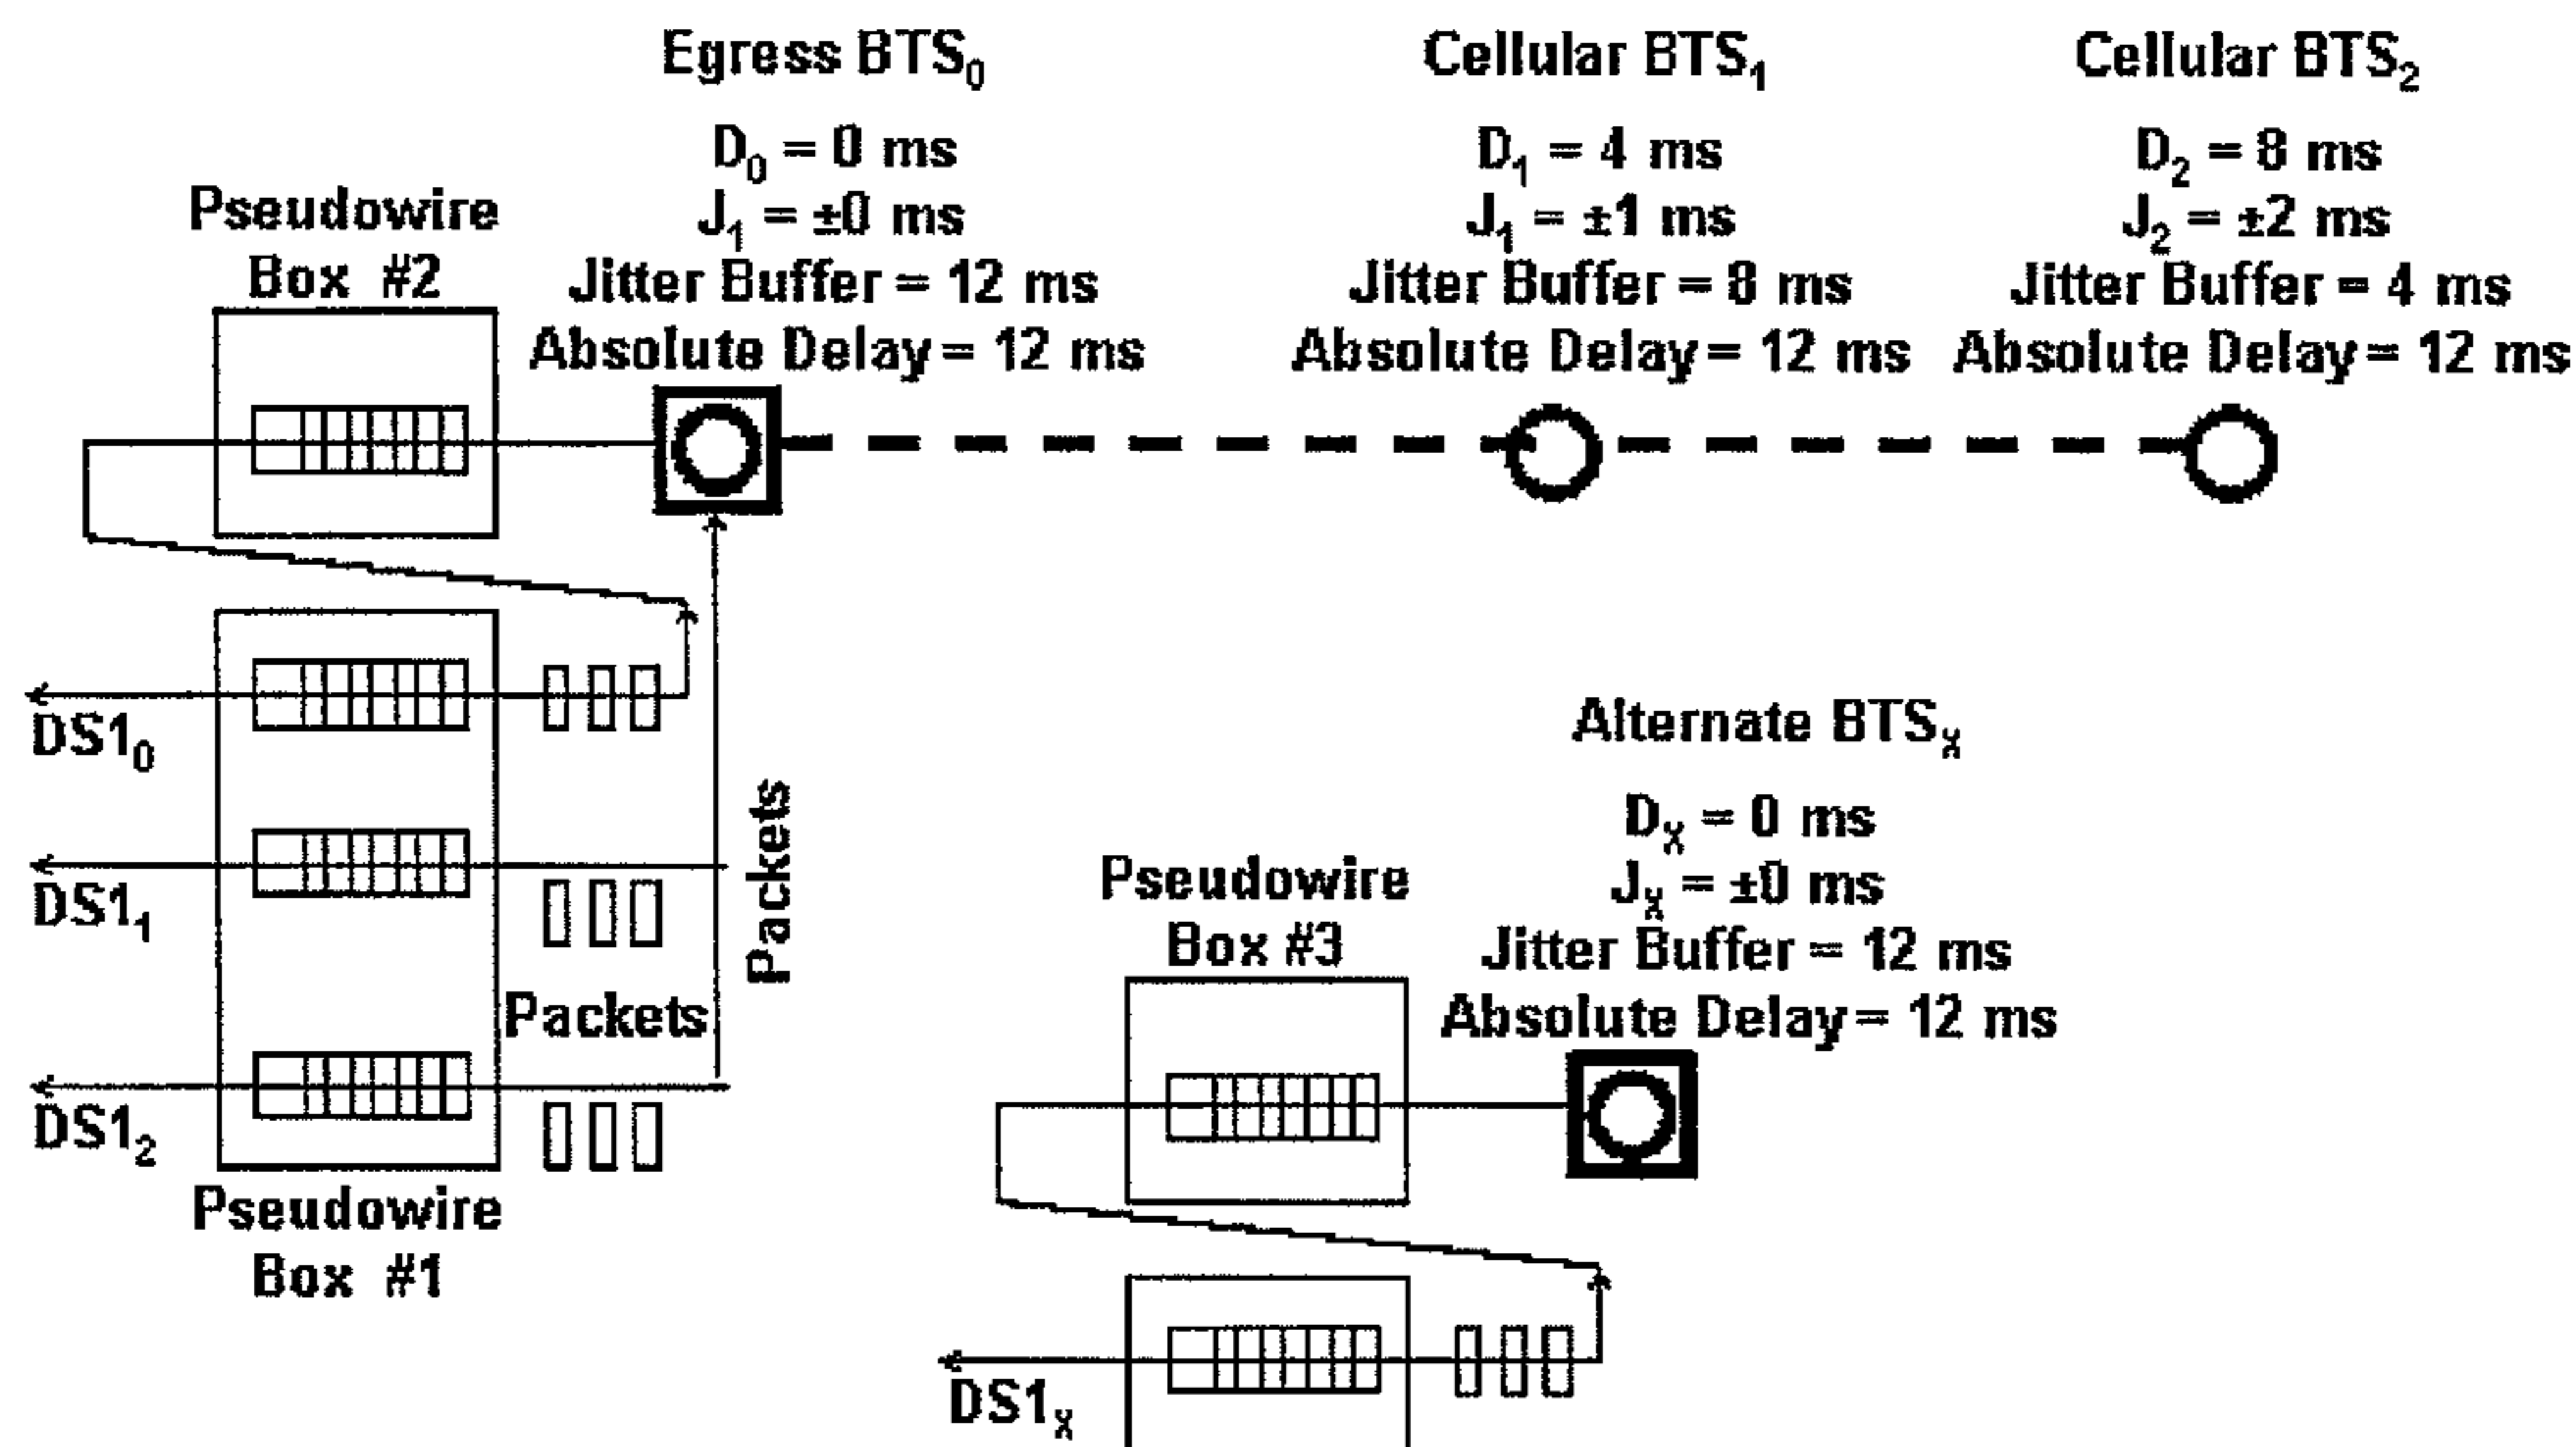 Egress BTS₀
D₀ = 0 ms
J₁ = ±0 ms
Jitter Buffer = 12 ms
Absolute Delay = 12 ms
Cellular BTS₁
D₁ = 4 ms
J₁ = ±1 ms
Jitter Buffer = 8 ms
Absolute Delay = 12 ms
Cellular BTS₂
D₂ = 8 ms
J₂ = ±2 ms
Jitter Buffer = 4 ms
Absolute Delay = 12 ms
Pseudowire
Box #2
DS1₀
DS1₁
DS1₂
Packets
Packets
Pseudowire
Box #1
Alternate BTSₓ
Dₓ = 0 ms
Jₓ = ±0 ms
Jitter Buffer = 12 ms
Absolute Delay = 12 ms
Pseudowire
Box #3
DS1ₓ